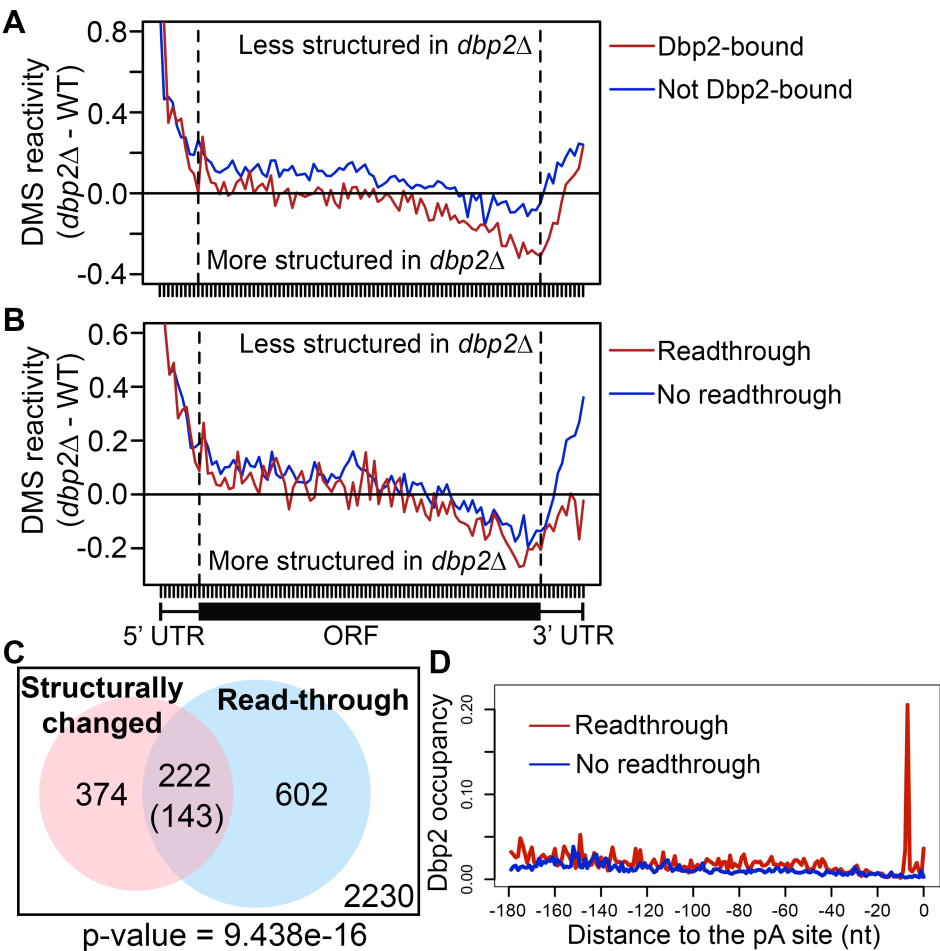 A
DMS reactivity
(dbp2Δ - WT)
0.8
0.4
0.0
-0.4
Less structured in dbp2Δ
More structured in dbp2Δ
Dbp2-bound
Not Dbp2-bound
B
DMS reactivity
(dbp2Δ - WT)
0.6
0.4
0.2
0.0
-0.2
Less structured in dbp2Δ
More structured in dbp2Δ
Readthrough
No readthrough
5’ UTR
ORF
3’ UTR
C
Structurally
changed
Read-through
374
222
(143)
602
2230
p-value = 9.438e-16
D
Dbp2 occupancy
0.20
0.10
0.00
Readthrough
No readthrough
-180 -160 -140 -120 -100 -80 -60 -40 -20 0
Distance to the pA site (nt)